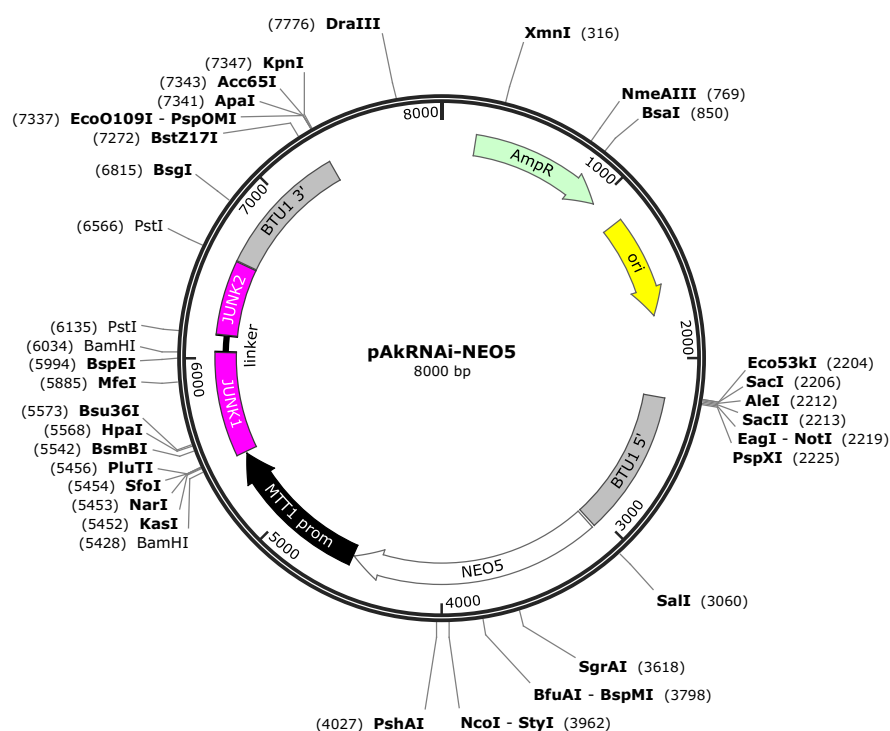 (7776) DraIII
XmnI (316)
(7347) KpnI
(7343) Acc65I
(7341) ApaI
(7337) EcoO109I - PspOMI
(7272) BstZ17I
(6815) BsgI
(6566) PstI
(6135) PstI
(6034) BamHI
(5994) BspEI
(5885) MfeI
(5573) Bsu36I
(5568) HpaI
(5542) BsmBI
(5456) PluTI
(5454) SfoI
(5453) NarI
(5452) KasI
(5428) BamHI
NmeAIII (769)
BsaI (850)
Eco53kI (2204)
SacI (2206)
AleI (2212)
SacII (2213)
EagI - NotI (2219)
PspXI (2225)
SalI (3060)
SgrAI (3618)
BfuAI - BspMI (3798)
NcoI - StyI (3962)
(4027) PshAI
8000
1000
2000
3000
4000
5000
6000
7000
AmpR
ori
BTU1 5'
NEO5
MTT1 prom
JUNK1
linker
JUNK2
BTU1 3'
pAkRNAi-NEO5
8000 bp